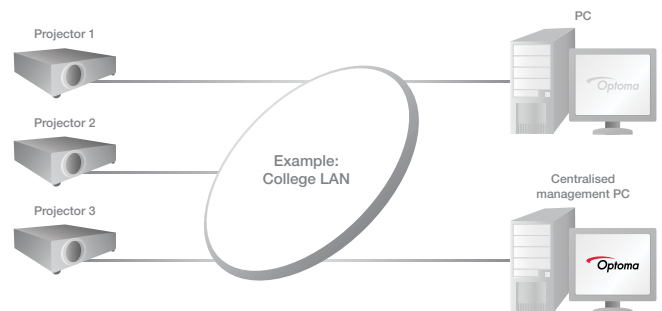 PC
Projector 1
Optoma
Projector 2
Example:
College LAN
Centralised
management PC
Projector 3
Optoma